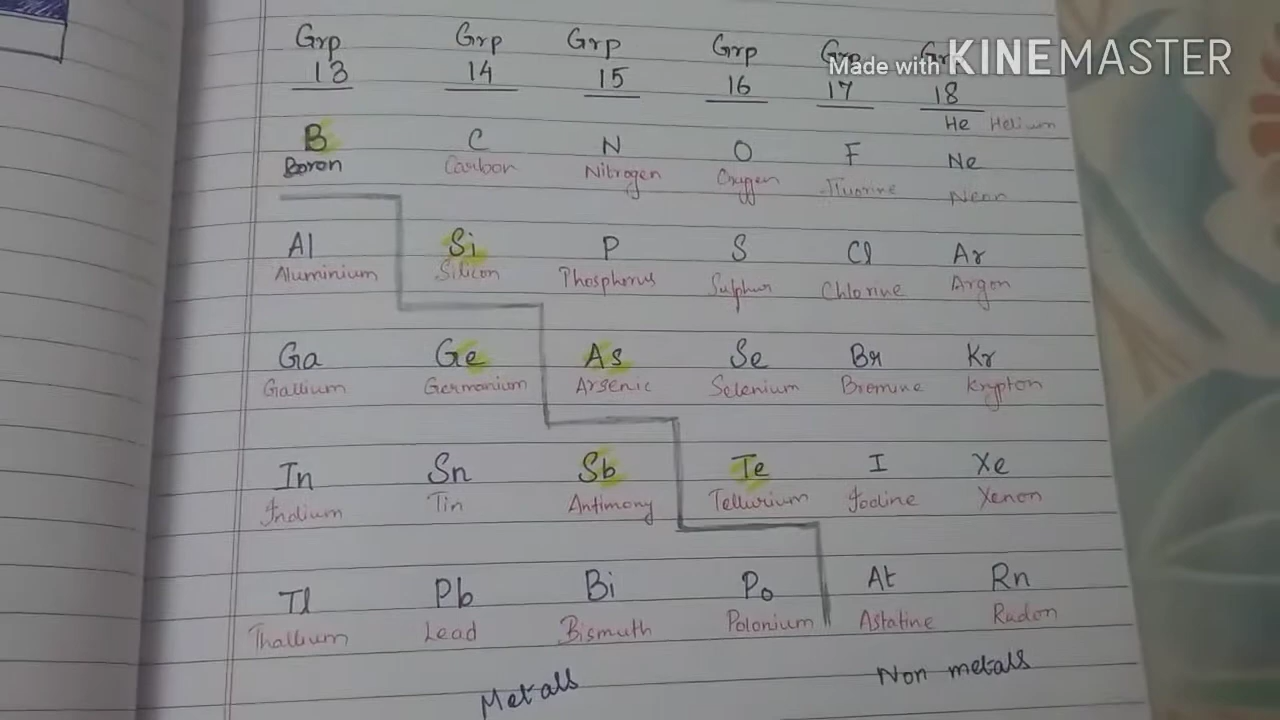 Made with KINEMASTER
Grp Grp Grp Grp Grp Grp
13 14 15 16 17 18
He Helium
B C N O F Ne
Boron Carbon Nitrogen Oxygen Fluorine Neon
Al Si P S Cl Ar
Aluminium Silicon Phosphorus Sulphur Chlorine Argon
Ga Ge As Se Br Kr
Gallium Germanium Arsenic Selenium Bromine Krypton
In Sn Sb Te I Xe
Indium Tin Antimony Tellurium Iodine Xenon
Tl Pb Bi Po At Rn
Thallium Lead Bismuth Polonium Astatine Radon
Metals Non metals